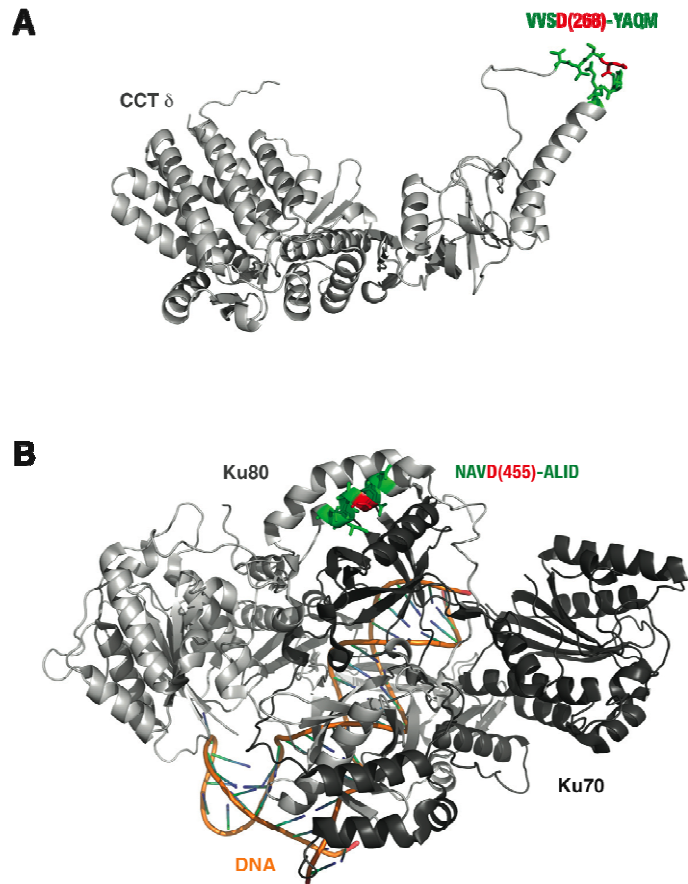 A
VVSD(268)-YAQM
CCT δ
B
Ku80
NAVD(455)-ALID
Ku70
DNA